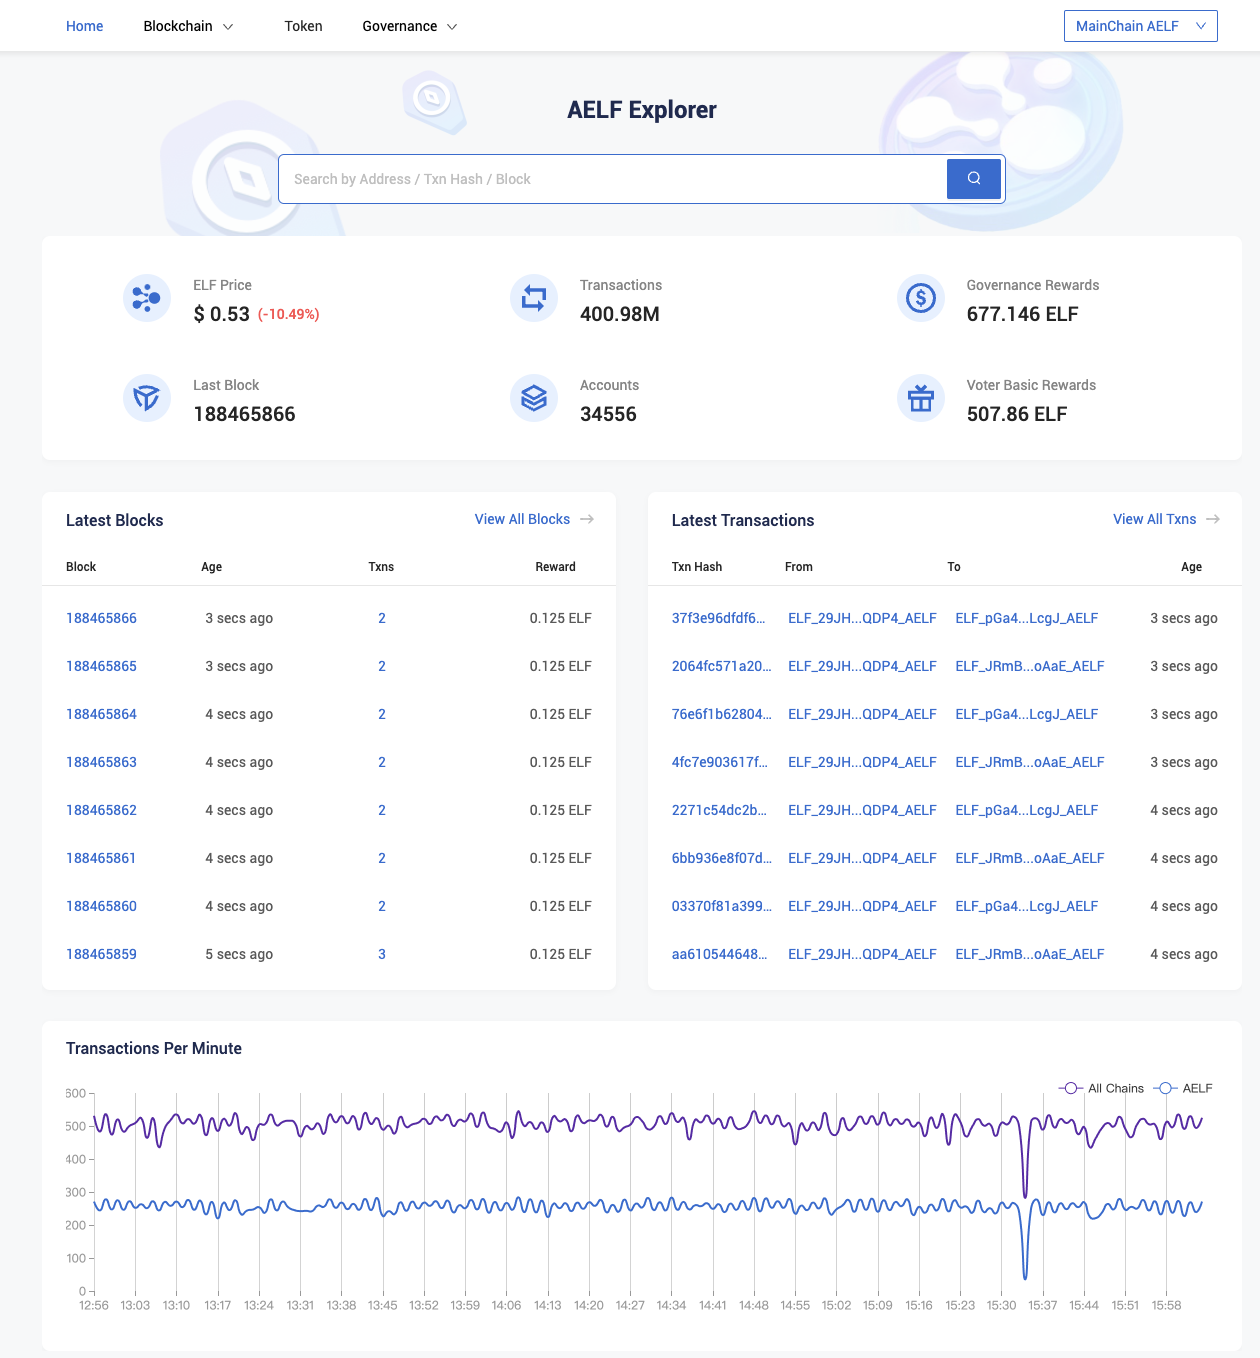 Home Blockchain Token Governance MainChain AELF
AELF Explorer
Search by Address / Txn Hash / Block
ELF Price Transactions Governance Rewards
$ 0.53 (-10.49%) 400.98M 677.146 ELF
Last Block Accounts Voter Basic Rewards
188465866 34556 507.86 ELF
Latest Blocks View All Blocks
Block Age Txns Reward
188465866 3 secs ago 2 0.125 ELF
188465865 3 secs ago 2 0.125 ELF
188465864 4 secs ago 2 0.125 ELF
188465863 4 secs ago 2 0.125 ELF
188465862 4 secs ago 2 0.125 ELF
188465861 4 secs ago 2 0.125 ELF
188465860 4 secs ago 2 0.125 ELF
188465859 5 secs ago 3 0.125 ELF
Latest Transactions View All Txns
Txn Hash From To Age
37f3e96dfdf6... ELF_29JH...QDP4_AELF ELF_pGa4...LcgJ_AELF 3 secs ago
2064fc571a20... ELF_29JH...QDP4_AELF ELF_JRmB...oAaE_AELF 3 secs ago
76e6f1b62804... ELF_29JH...QDP4_AELF ELF_pGa4...LcgJ_AELF 3 secs ago
4fc7e903617f... ELF_29JH...QDP4_AELF ELF_JRmB...oAaE_AELF 3 secs ago
2271c54dc2b... ELF_29JH...QDP4_AELF ELF_pGa4...LcgJ_AELF 4 secs ago
6bb936e8f07d... ELF_29JH...QDP4_AELF ELF_JRmB...oAaE_AELF 4 secs ago
03370f81a399... ELF_29JH...QDP4_AELF ELF_pGa4...LcgJ_AELF 4 secs ago
aa610544648... ELF_29JH...QDP4_AELF ELF_JRmB...oAaE_AELF 4 secs ago
Transactions Per Minute
All Chains AELF
600
500
400
300
200
100
0
12:56 13:03 13:10 13:17 13:24 13:31 13:38 13:45 13:52 13:59 14:06 14:13 14:20 14:27 14:34 14:41 14:48 14:55 15:02 15:09 15:16 15:23 15:30 15:37 15:44 15:51 15:58